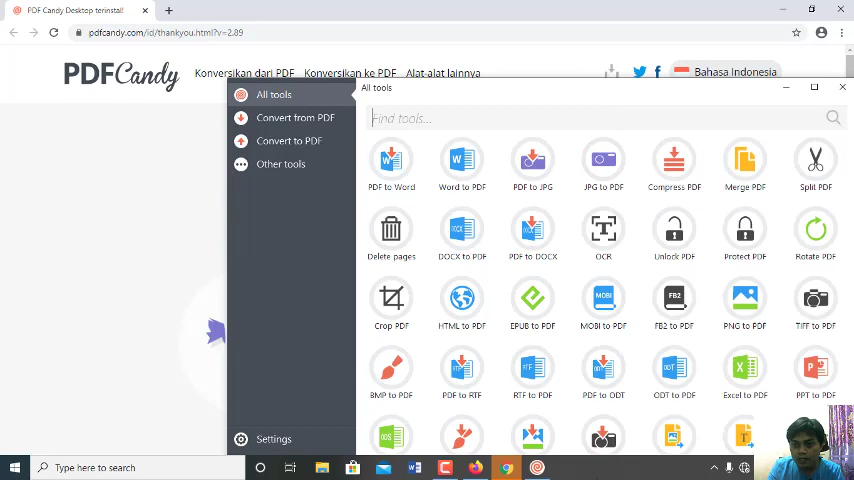 PDF Candy Desktop terinstal!
pdfcandy.com/id/thankyou.html?v=2.89
PDF Candy
Konversikan dari PDF Konversikan ke PDF Alat-alat lainnya
Bahasa Indonesia
All tools
Convert from PDF
Convert to PDF
Other tools
Settings
All tools
Find tools...
PDF to Word Word to PDF PDF to JPG JPG to PDF Compress PDF Merge PDF Split PDF
Delete pages DOCX to PDF PDF to DOCX OCR Unlock PDF Protect PDF Rotate PDF
Crop PDF HTML to PDF EPUB to PDF MOBI to PDF FB2 to PDF PNG to PDF TIFF to PDF
BMP to PDF PDF to RTF RTF to PDF PDF to ODT ODT to PDF Excel to PDF PPT to PDF
Type here to search